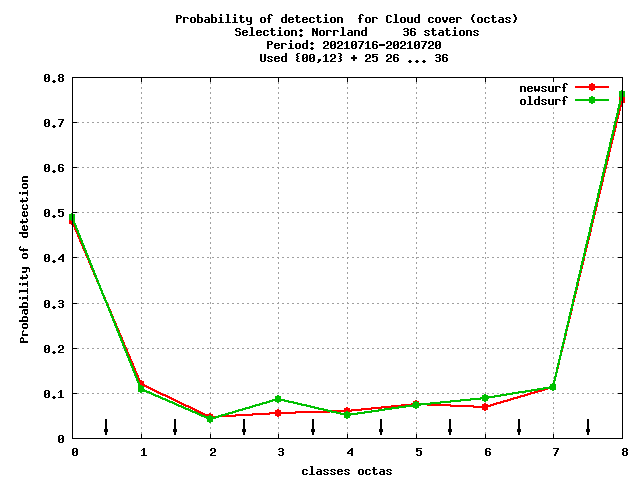 Probability of detection  for Cloud cover (octas)
Selection: Norrland     36 stations
Period: 20210716-20210720
Used {00,12} + 25 26 ... 36
newsurf
oldsurf
0.8
0.7
0.6
0.5
0.4
0.3
0.2
0.1
0
Probability of detection
0 1 2 3 4 5 6 7 8
classes octas